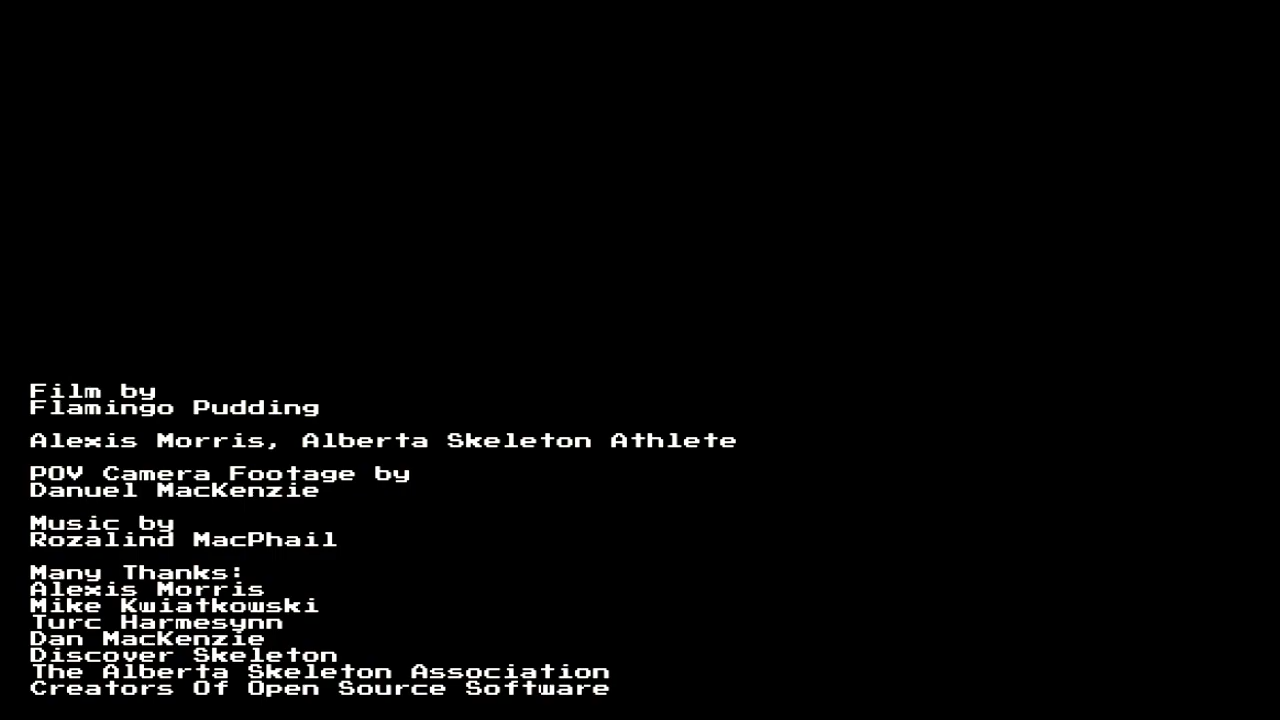 Film by
Flamingo Pudding
Alexis Morris, Alberta Skeleton Athlete
POV Camera Footage by
Danuel MacKenzie
Music by
Rozalind MacPhail
Many Thanks:
Alexis Morris
Mike Kwiatkowski
Turc Harmesynn
Dan MacKenzie
Discover Skeleton
The Alberta Skeleton Association
Creators Of Open Source Software